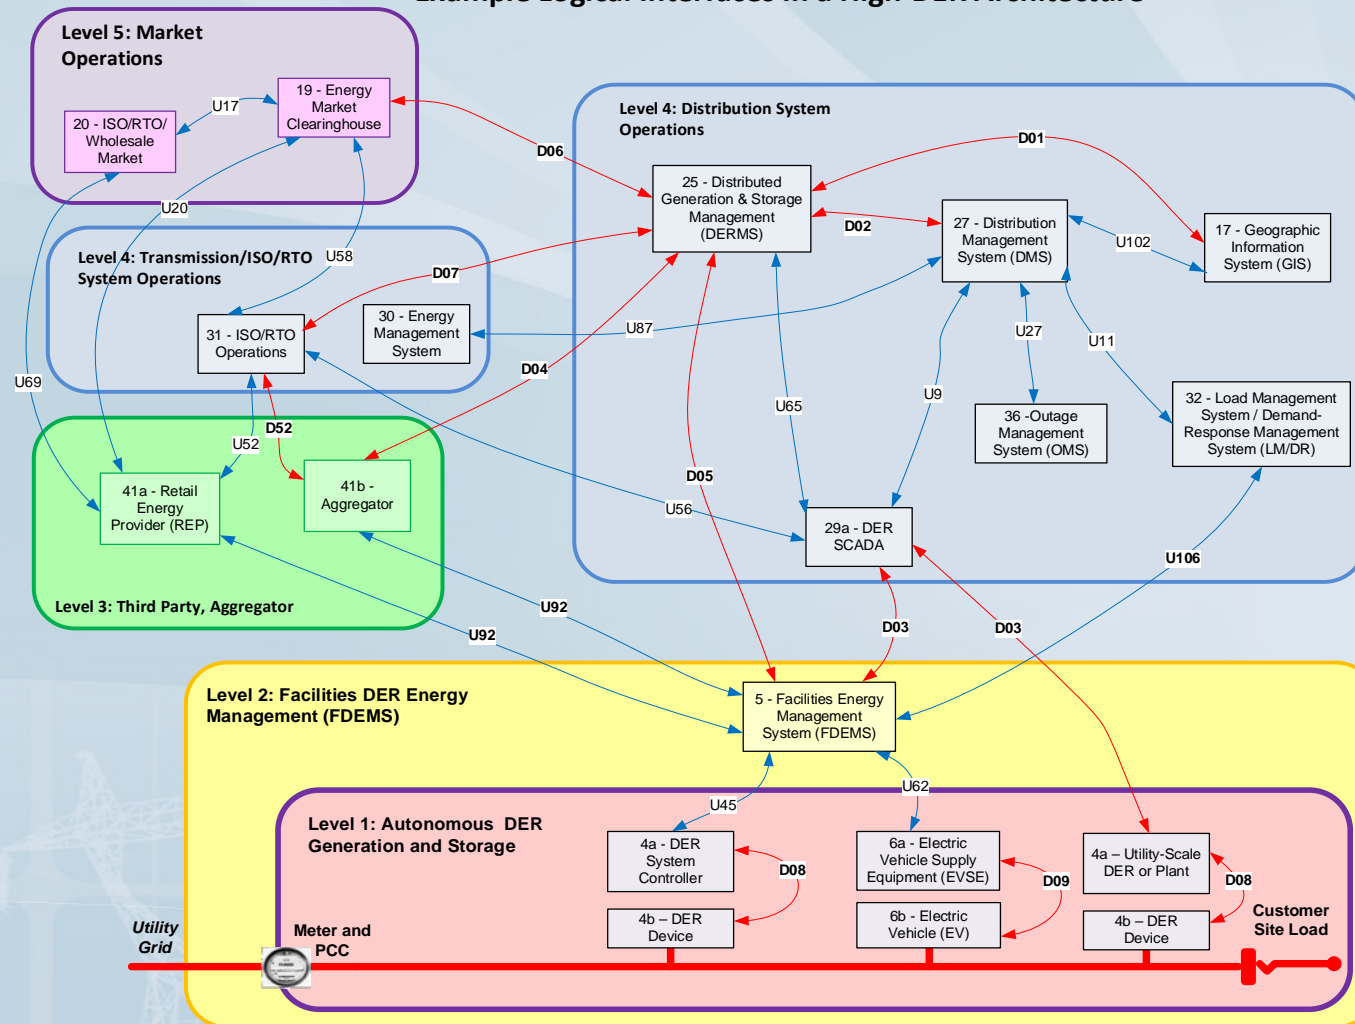 Example Logical Interfaces in a High-DER Architecture
Level 5: Market
Operations
19 - Energy
Market
Clearinghouse
20 - ISO/RTO/
Wholesale
Market
U17
D06
U20
U58
U69
Level 4: Transmission/ISO/RTO
System Operations
31 - ISO/RTO
Operations
30 - Energy
Management
System
D07
D04
U87
U52
D52
Level 4: Distribution System
Operations
25 - Distributed
Generation & Storage
Management
(DERMS)
D01
D02
27 - Distribution
Management
System (DMS)
U102
17 - Geographic
Information
System (GIS)
U27
U11
U9
U65
36 -Outage
Management
System (OMS)
32 - Load Management
System / Demand-
Response Management
System (LM/DR)
29a - DER
SCADA
D05
U56
U106
41a - Retail
Energy
Provider (REP)
41b -
Aggregator
Level 3: Third Party, Aggregator
U92
U92
D03
D03
Level 2: Facilities DER Energy
Management (FDEMS)
5 - Facilities Energy
Management
System (FDEMS)
U45
U62
Level 1: Autonomous  DER
Generation and Storage
4a - DER
System
Controller
D08
4b – DER
Device
6a - Electric
Vehicle Supply
Equipment (EVSE)
D09
6b - Electric
Vehicle (EV)
4a – Utility-Scale
DER or Plant
D08
4b – DER
Device
Utility
Grid
Meter and
PCC
Customer
Site Load